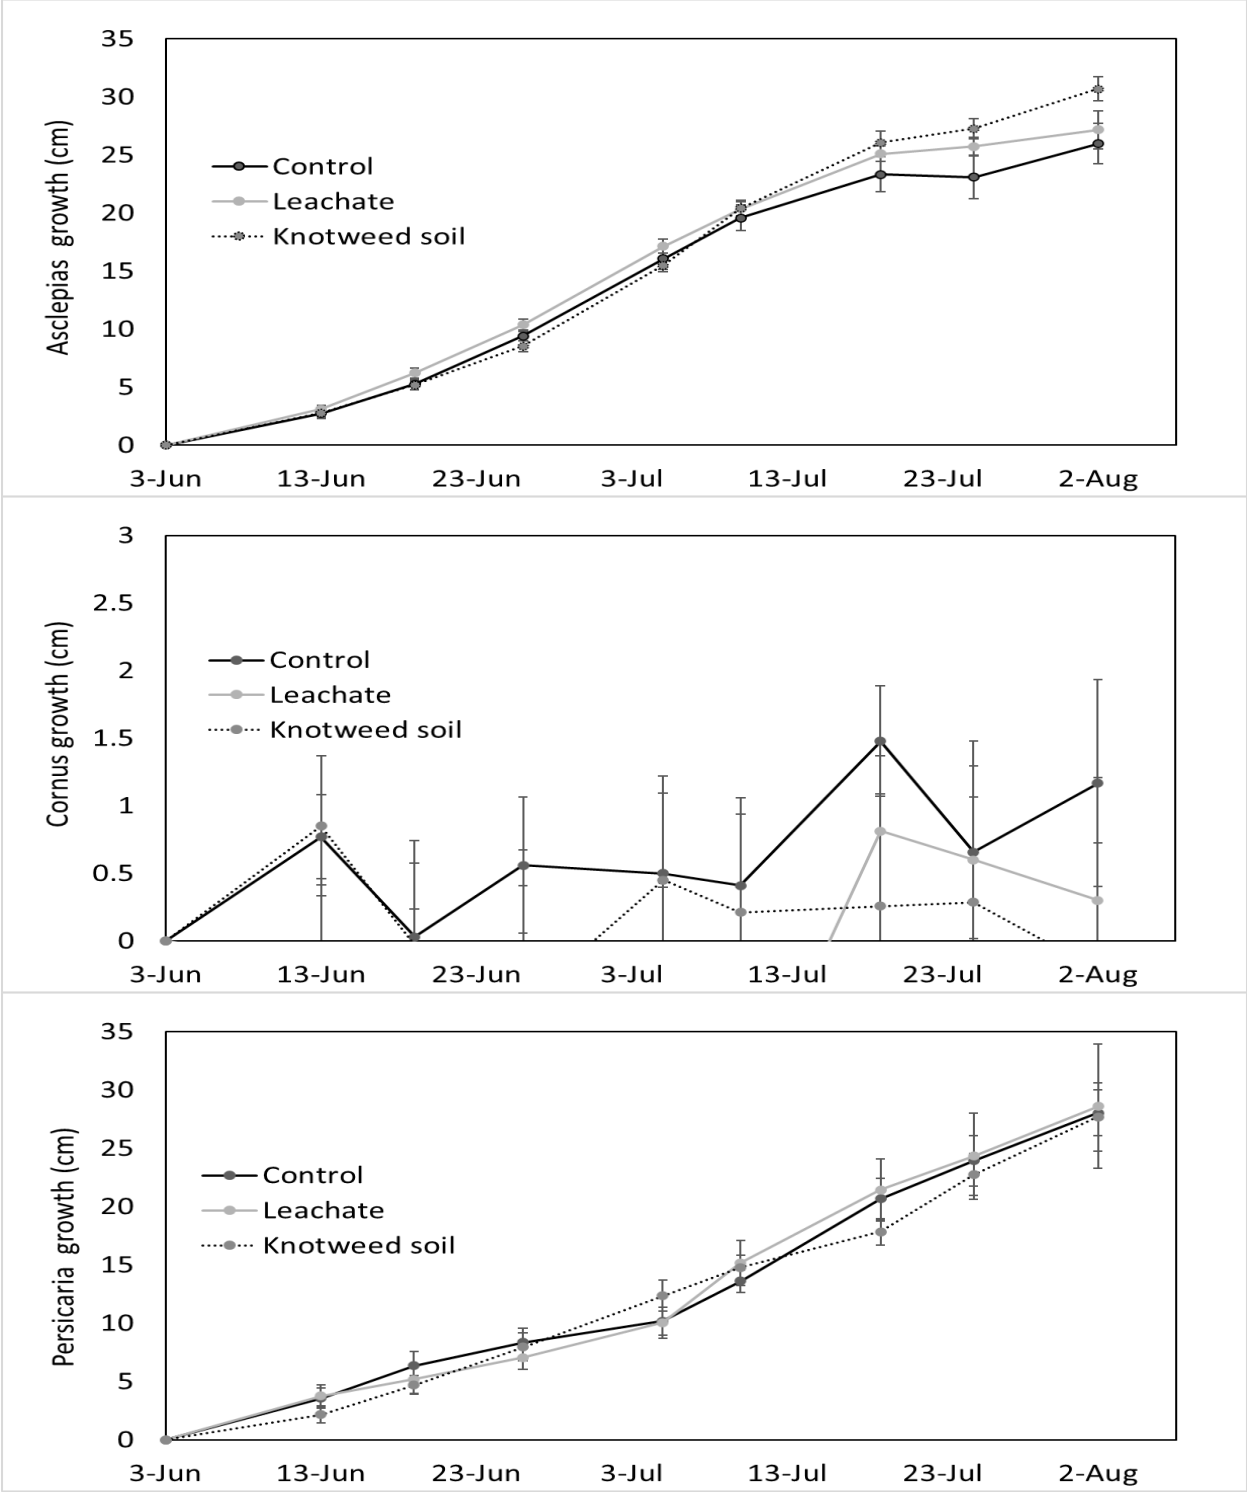 35
30
25
20
15
10
5
0
Asclepias growth (cm)
Control
Leachate
Knotweed soil
3-Jun 13-Jun 23-Jun 3-Jul 13-Jul 23-Jul 2-Aug
3
2.5
2
1.5
1
0.5
0
Cornus growth (cm)
Control
Leachate
Knotweed soil
3-Jun 13-Jun 23-Jun 3-Jul 13-Jul 23-Jul 2-Aug
35
30
25
20
15
10
5
0
Persicaria growth (cm)
Control
Leachate
Knotweed soil
3-Jun 13-Jun 23-Jun 3-Jul 13-Jul 23-Jul 2-Aug